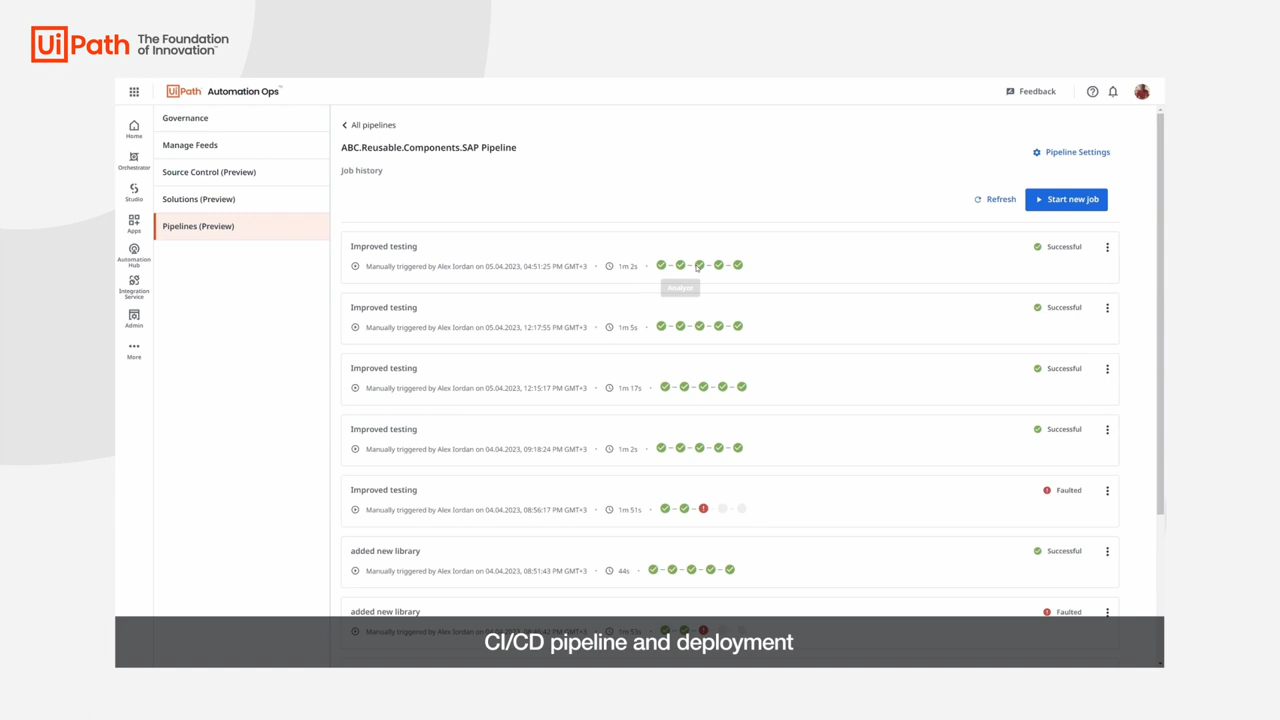 UiPath The Foundation
of Innovation™
UiPath Automation Ops™
Feedback
Home
Orchestrator
Studio
Apps
Automation
Hub
Integration
Service
Admin
More
Governance
Manage Feeds
Source Control (Preview)
Solutions (Preview)
Pipelines (Preview)
All pipelines
ABC.Reusable.Components.SAP Pipeline
Pipeline Settings
Job history
Refresh
Start new job
Improved testing
Successful
Manually triggered by Alex Iordan on 05.04.2023, 04:51:25 PM GMT+3 • 1m 2s •
Analyze
Improved testing
Successful
Manually triggered by Alex Iordan on 05.04.2023, 12:17:55 PM GMT+3 • 1m 5s •
Improved testing
Successful
Manually triggered by Alex Iordan on 05.04.2023, 12:15:17 PM GMT+3 • 1m 17s •
Improved testing
Successful
Manually triggered by Alex Iordan on 04.04.2023, 09:18:24 PM GMT+3 • 1m 2s •
Improved testing
Faulted
Manually triggered by Alex Iordan on 04.04.2023, 08:56:17 PM GMT+3 • 1m 51s •
added new library
Successful
Manually triggered by Alex Iordan on 04.04.2023, 08:51:43 PM GMT+3 • 44s •
added new library
Faulted
Manually triggered by Alex Iordan on 04.04.2023, PM GMT+3
CI/CD pipeline and deployment